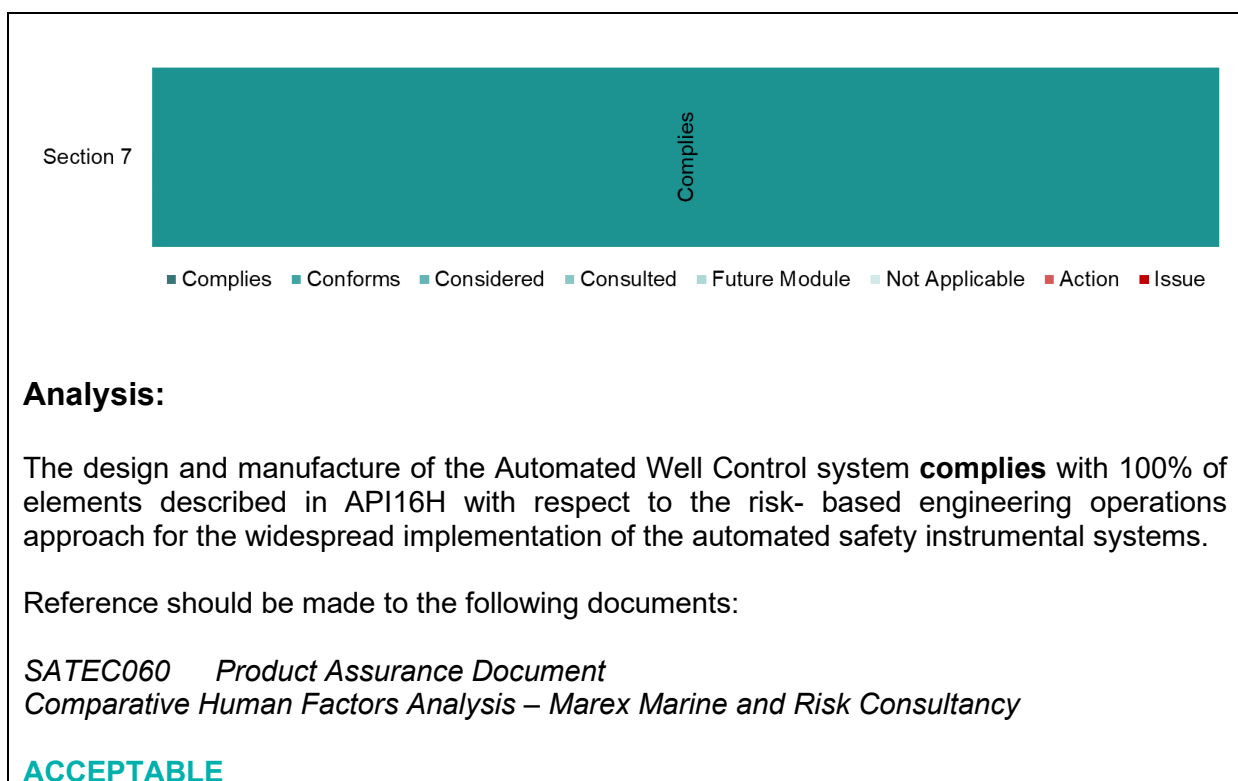 Complies
Section 7
Complies Conforms Considered Consulted Future Module Not Applicable Action Issue
Analysis:
The design and manufacture of the Automated Well Control system complies with 100% of
elements described in API16H with respect to the risk- based engineering operations
approach for the widespread implementation of the automated safety instrumental systems.
Reference should be made to the following documents:
SATEC060 Product Assurance Document
Comparative Human Factors Analysis – Marex Marine and Risk Consultancy
ACCEPTABLE